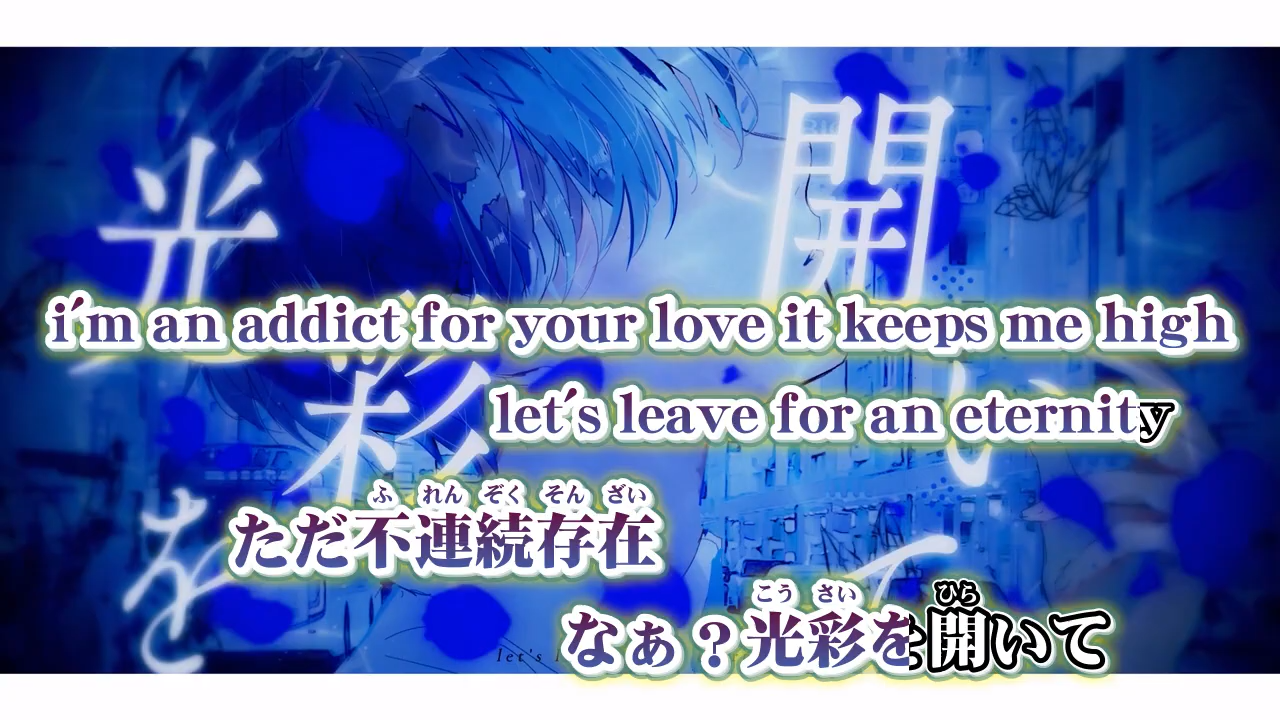 光彩を
開いて
i'm an addict for your love it keeps me high
let's leave for an eternity
ふ れん ぞく そん ざい
ただ不連続存在
こう さい ひら
なぁ？光彩を開いて
let's